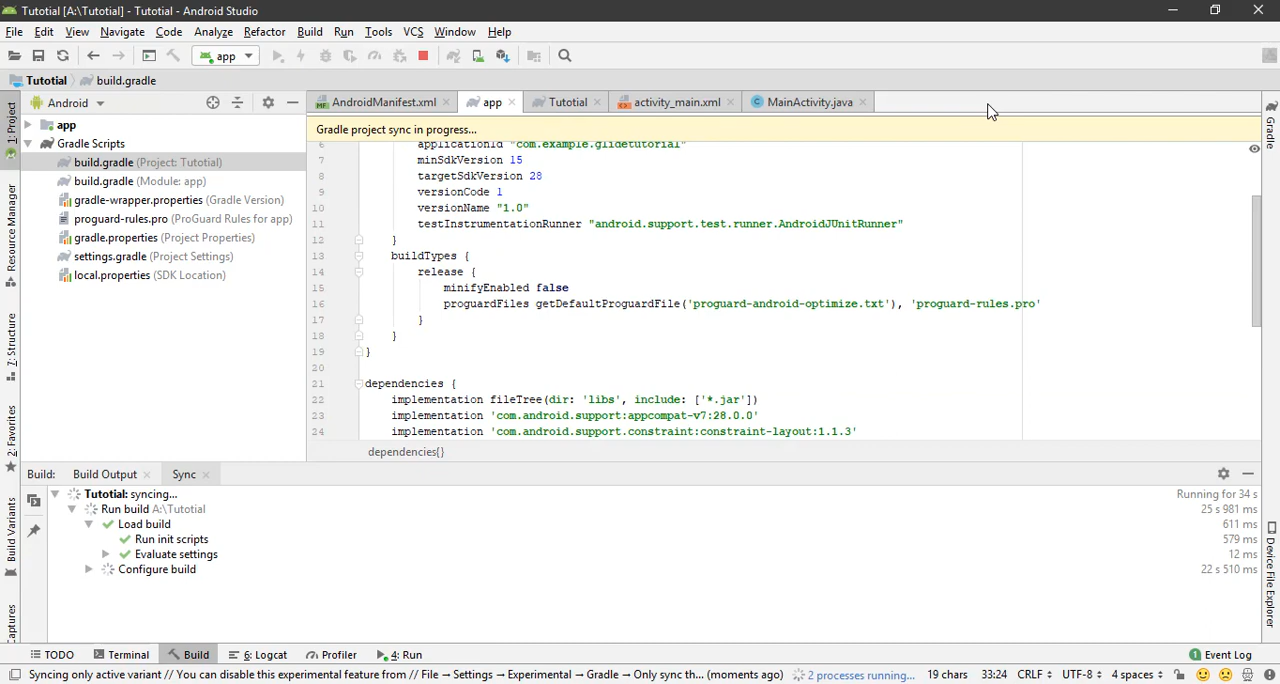 Tutotial [A:\Tutotial] - Tutotial - Android Studio
File Edit View Navigate Code Analyze Refactor Build Run Tools VCS Window Help
app
Tutotial build.gradle
Android
AndroidManifest.xml app Tutotial activity_main.xml MainActivity.java
1: Project
Resource Manager
Z: Structure
2: Favorites
Build Variants
Captures
app
Gradle Scripts
build.gradle (Project: Tutotial)
build.gradle (Module: app)
gradle-wrapper.properties (Gradle Version)
proguard-rules.pro (ProGuard Rules for app)
gradle.properties (Project Properties)
settings.gradle (Project Settings)
local.properties (SDK Location)
Gradle project sync in progress...
6 applicationId "com.example.glidetutorial"
7 minSdkVersion 15
8 targetSdkVersion 28
9 versionCode 1
10 versionName "1.0"
11 testInstrumentationRunner "android.support.test.runner.AndroidJUnitRunner"
12 }
13 buildTypes {
14 release {
15 minifyEnabled false
16 proguardFiles getDefaultProguardFile('proguard-android-optimize.txt'), 'proguard-rules.pro'
17 }
18 }
19 }
20
21 dependencies {
22 implementation fileTree(dir: 'libs', include: ['*.jar'])
23 implementation 'com.android.support:appcompat-v7:28.0.0'
24 implementation 'com.android.support.constraint:constraint-layout:1.1.3'
dependencies{}
Gradle
Device File Explorer
Build: Build Output Sync
Tutotial: syncing... Running for 34 s
Run build A:\Tutotial 25 s 981 ms
Load build 611 ms
Run init scripts 579 ms
Evaluate settings 12 ms
Configure build 22 s 510 ms
TODO Terminal Build 6: Logcat Profiler 4: Run 1 Event Log
Syncing only active variant // You can disable this experimental feature from // File → Settings → Experimental → Gradle → Only sync th... (moments ago) 2 processes running... 19 chars 33:24 CRLF UTF-8 4 spaces